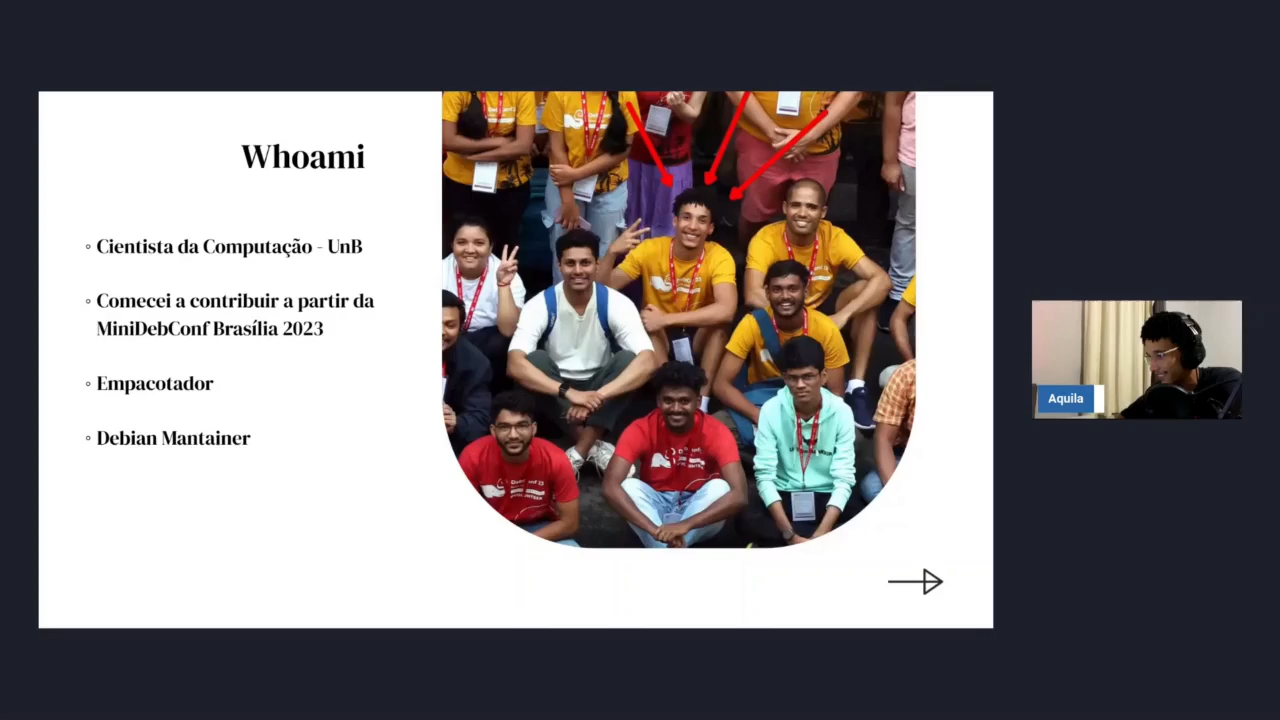 Whoami
◦ Cientista da Computação - UnB
◦ Comecei a contribuir a partir da
MiniDebConf Brasília 2023
◦ Empacotador
◦ Debian Mantainer
Aquila